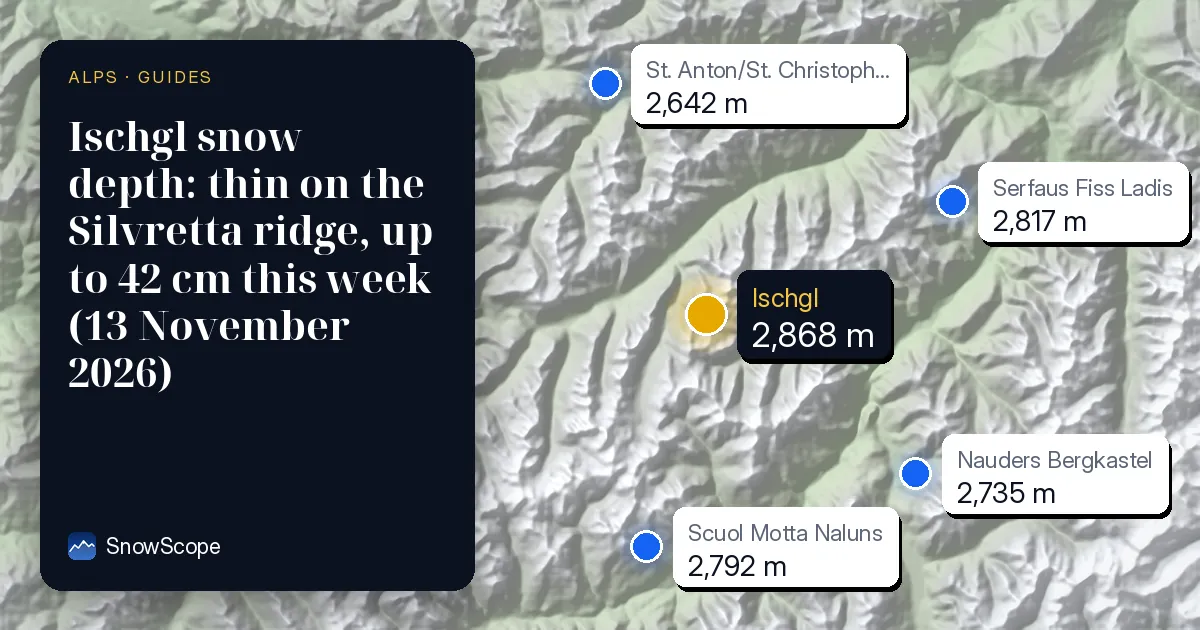 ALPS · GUIDES
Ischgl snow
depth: thin on the
Silvretta ridge, up
to 42 cm this week
(13 November
2026)
SnowScope
St. Anton/St. Christoph...
2,642 m
Serfaus Fiss Ladis
2,817 m
Ischgl
2,868 m
Nauders Bergkastel
2,735 m
Scuol Motta Naluns
2,792 m